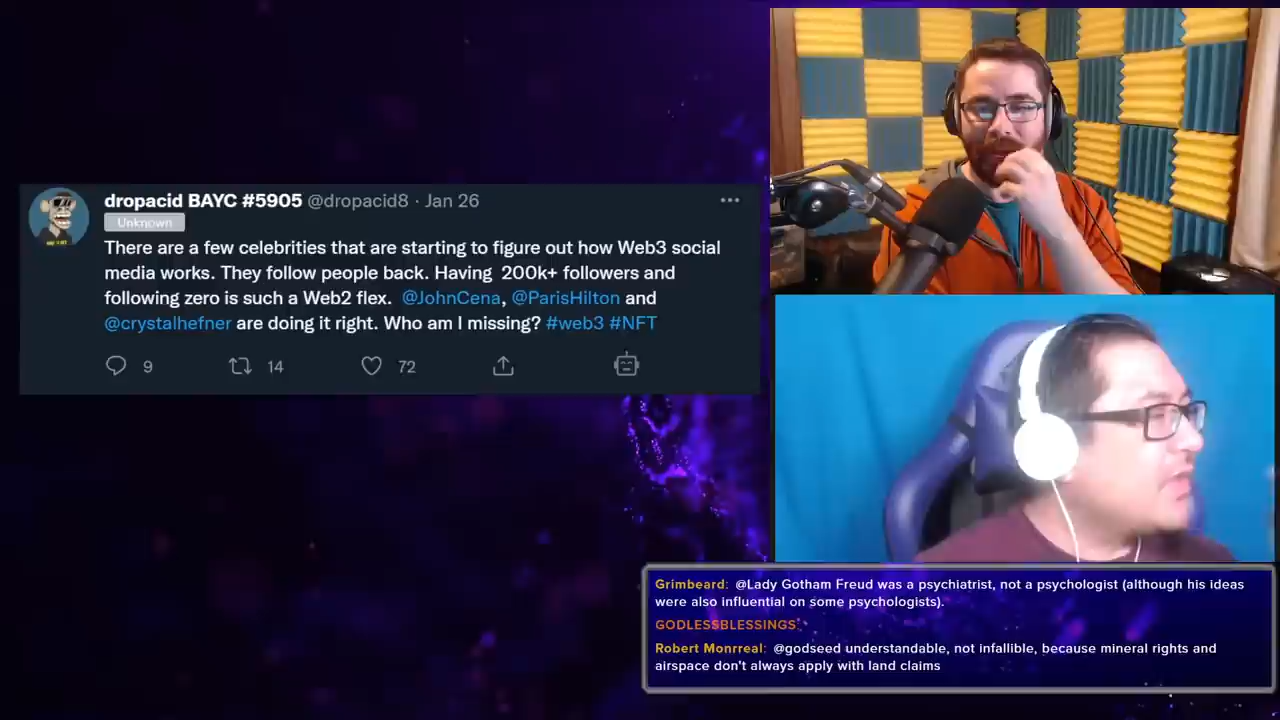 dropacid BAYC #5905 @dropacid8 · Jan 26
Unknown
There are a few celebrities that are starting to figure out how Web3 social
media works. They follow people back. Having 200k+ followers and
following zero is such a Web2 flex. @JohnCena, @ParisHilton and
@crystalhefner are doing it right. Who am I missing? #web3 #NFT
9 14 72
Grimbeard: @Lady Gotham Freud was a psychiatrist, not a psychologist (although his ideas
were also influential on some psychologists).
GODLESSBLESSINGS:
Robert Monrreal: @godseed understandable, not infallible, because mineral rights and
airspace don't always apply with land claims